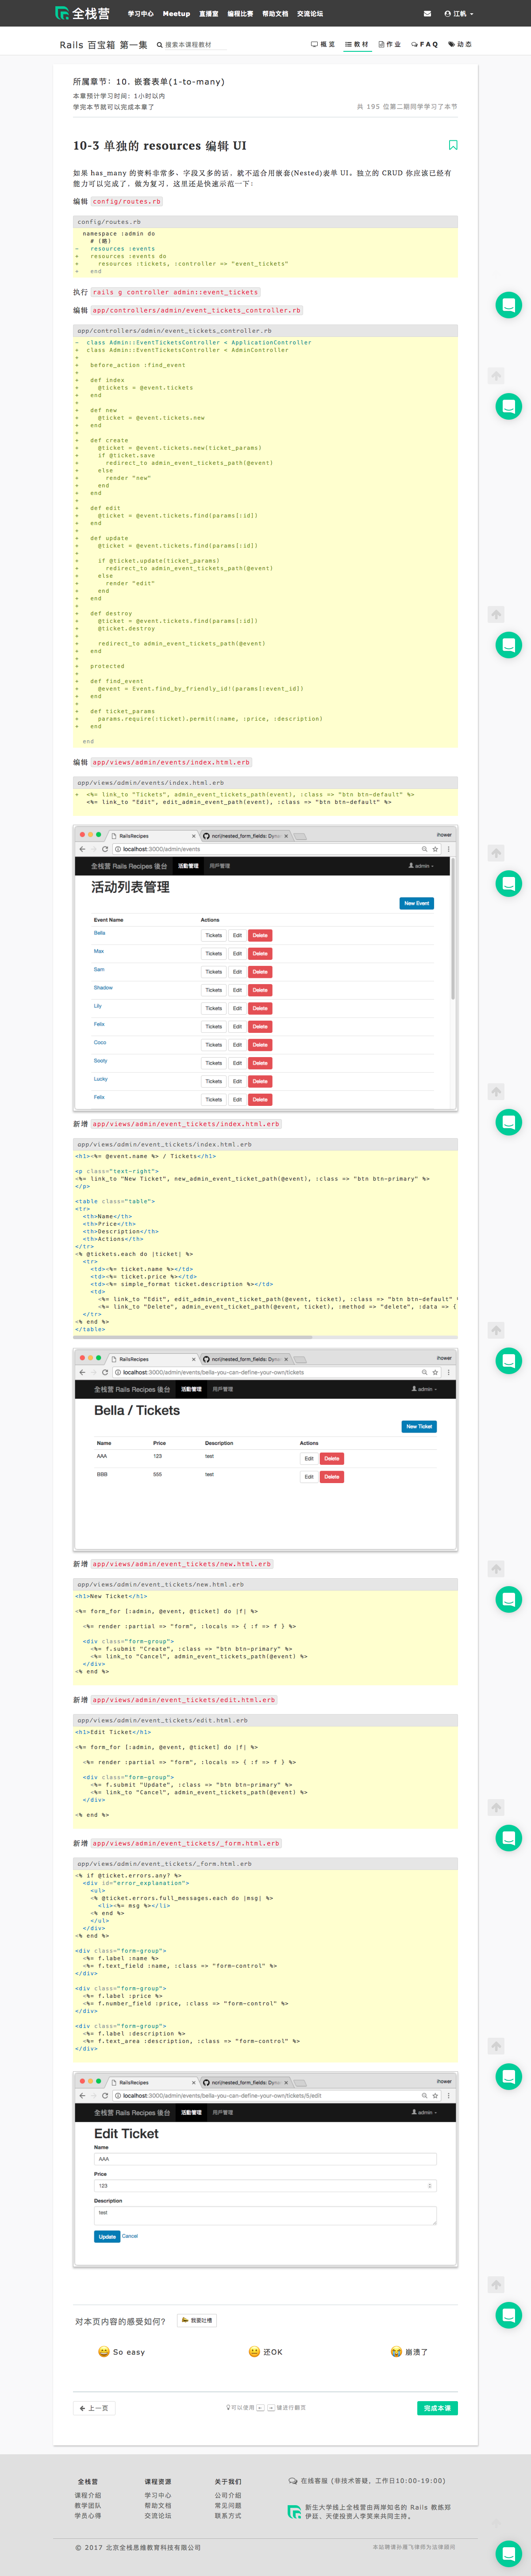 全栈营
学习中心 Meetup 直播室 编程比赛 帮助文档 交流论坛
江帆
Rails 百宝箱 第一集 搜索本课程教材
概览 教材 作业 FAQ 动态
所属章节：10. 嵌套表单(1-to-many)
本章预计学习时间：1小时以内
学完本节就可以完成本章了
共 195 位第二期同学学习了本节
10-3 单独的 resources 编辑 UI
如果 has_many 的资料非常多、字段又多的话，就不适合用嵌套(Nested)表单 UI。独立的 CRUD 你应该已经有
能力可以完成了，做为复习，这里还是快速示范一下：
编辑 config/routes.rb
config/routes.rb
namespace :admin do
# (略)
- resources :events
+ resources :events do
+ resources :tickets, :controller => "event_tickets"
+ end
执行 rails g controller admin::event_tickets
编辑 app/controllers/admin/event_tickets_controller.rb
app/controllers/admin/event_tickets_controller.rb
- class Admin::EventTicketsController < ApplicationController
+ class Admin::EventTicketsController < AdminController
+
+ before_action :find_event
+
+ def index
+ @tickets = @event.tickets
+ end
+
+ def new
+ @ticket = @event.tickets.new
+ end
+
+ def create
+ @ticket = @event.tickets.new(ticket_params)
+ if @ticket.save
+ redirect_to admin_event_tickets_path(@event)
+ else
+ render "new"
+ end
+ end
+
+ def edit
+ @ticket = @event.tickets.find(params[:id])
+ end
+
+ def update
+ @ticket = @event.tickets.find(params[:id])
+
+ if @ticket.update(ticket_params)
+ redirect_to admin_event_tickets_path(@event)
+ else
+ render "edit"
+ end
+ end
+
+ def destroy
+ @ticket = @event.tickets.find(params[:id])
+ @ticket.destroy
+
+ redirect_to admin_event_tickets_path(@event)
+ end
+
+ protected
+
+ def find_event
+ @event = Event.find_by_friendly_id!(params[:event_id])
+ end
+
+ def ticket_params
+ params.require(:ticket).permit(:name, :price, :description)
+ end
end
编辑 app/views/admin/events/index.html.erb
app/views/admin/events/index.html.erb
+ <%= link_to "Tickets", admin_event_tickets_path(event), :class => "btn btn-default" %>
<%= link_to "Edit", edit_admin_event_path(event), :class => "btn btn-default" %>
RailsRecipes ncri/nested_form_fields: Dyna ihower
localhost:3000/admin/events
全栈营 Rails Recipes 後台 活動管理 用戶管理 admin
活动列表管理
New Event
Event Name Actions
Bella Tickets Edit Delete
Max Tickets Edit Delete
Sam Tickets Edit Delete
Shadow Tickets Edit Delete
Lily Tickets Edit Delete
Felix Tickets Edit Delete
Coco Tickets Edit Delete
Sooty Tickets Edit Delete
Lucky Tickets Edit Delete
Felix Tickets Edit Delete
新增 app/views/admin/event_tickets/index.html.erb
app/views/admin/event_tickets/index.html.erb
<h1><%= @event.name %> / Tickets</h1>
<p class="text-right">
<%= link_to "New Ticket", new_admin_event_ticket_path(@event), :class => "btn btn-primary" %>
</p>
<table class="table">
<tr>
<th>Name</th>
<th>Price</th>
<th>Description</th>
<th>Actions</th>
</tr>
<% @tickets.each do |ticket| %>
<tr>
<td><%= ticket.name %></td>
<td><%= ticket.price %></td>
<td><%= simple_format ticket.description %></td>
<td>
<%= link_to "Edit", edit_admin_event_ticket_path(@event, ticket), :class => "btn btn-default"
<%= link_to "Delete", admin_event_ticket_path(@event, ticket), :method => "delete", :data => {
</tr>
<% end %>
</table>
RailsRecipes ncri/nested_form_fields: Dyna ihower
localhost:3000/admin/events/bella-you-can-define-your-own/tickets
全栈营 Rails Recipes 後台 活動管理 用戶管理 admin
Bella / Tickets
New Ticket
Name Price Description Actions
AAA 123 test Edit Delete
BBB 555 test Edit Delete
新增 app/views/admin/event_tickets/new.html.erb
app/views/admin/event_tickets/new.html.erb
<h1>New Ticket</h1>
<%= form_for [:admin, @event, @ticket] do |f| %>
<%= render :partial => "form", :locals => { :f => f } %>
<div class="form-group">
<%= f.submit "Create", :class => "btn btn-primary" %>
<%= link_to "Cancel", admin_event_tickets_path(@event) %>
</div>
<% end %>
新增 app/views/admin/event_tickets/edit.html.erb
app/views/admin/event_tickets/edit.html.erb
<h1>Edit Ticket</h1>
<%= form_for [:admin, @event, @ticket] do |f| %>
<%= render :partial => "form", :locals => { :f => f } %>
<div class="form-group">
<%= f.submit "Update", :class => "btn btn-primary" %>
<%= link_to "Cancel", admin_event_tickets_path(@event) %>
</div>
<% end %>
新增 app/views/admin/event_tickets/_form.html.erb
app/views/admin/event_tickets/_form.html.erb
<% if @ticket.errors.any? %>
<div id="error_explanation">
<ul>
<% @ticket.errors.full_messages.each do |msg| %>
<li><%= msg %></li>
<% end %>
</ul>
</div>
<% end %>
<div class="form-group">
<%= f.label :name %>
<%= f.text_field :name, :class => "form-control" %>
</div>
<div class="form-group">
<%= f.label :price %>
<%= f.number_field :price, :class => "form-control" %>
</div>
<div class="form-group">
<%= f.label :description %>
<%= f.text_area :description, :class => "form-control" %>
</div>
RailsRecipes ncri/nested_form_fields: Dyna ihower
localhost:3000/admin/events/bella-you-can-define-your-own/tickets/5/edit
全栈营 Rails Recipes 後台 活動管理 用戶管理 admin
Edit Ticket
Name
AAA
Price
123
Description
test
Update Cancel
对本页内容的感受如何? 我要吐槽
So easy 还OK 崩溃了
上一页 可以使用 键进行翻页 完成本课
全栈营 课程资源 关于我们
课程介绍 学习中心 公司介绍
教学团队 帮助文档 常见问题
学员心得 交流论坛 联系方式
在线客服 (非技术答疑，工作日10:00-19:00)
新生大学线上全栈营由两岸知名的 Rails 教练郑
伊廷、天使投资人李笑来共同主持。
© 2017 北京全栈思维教育科技有限公司